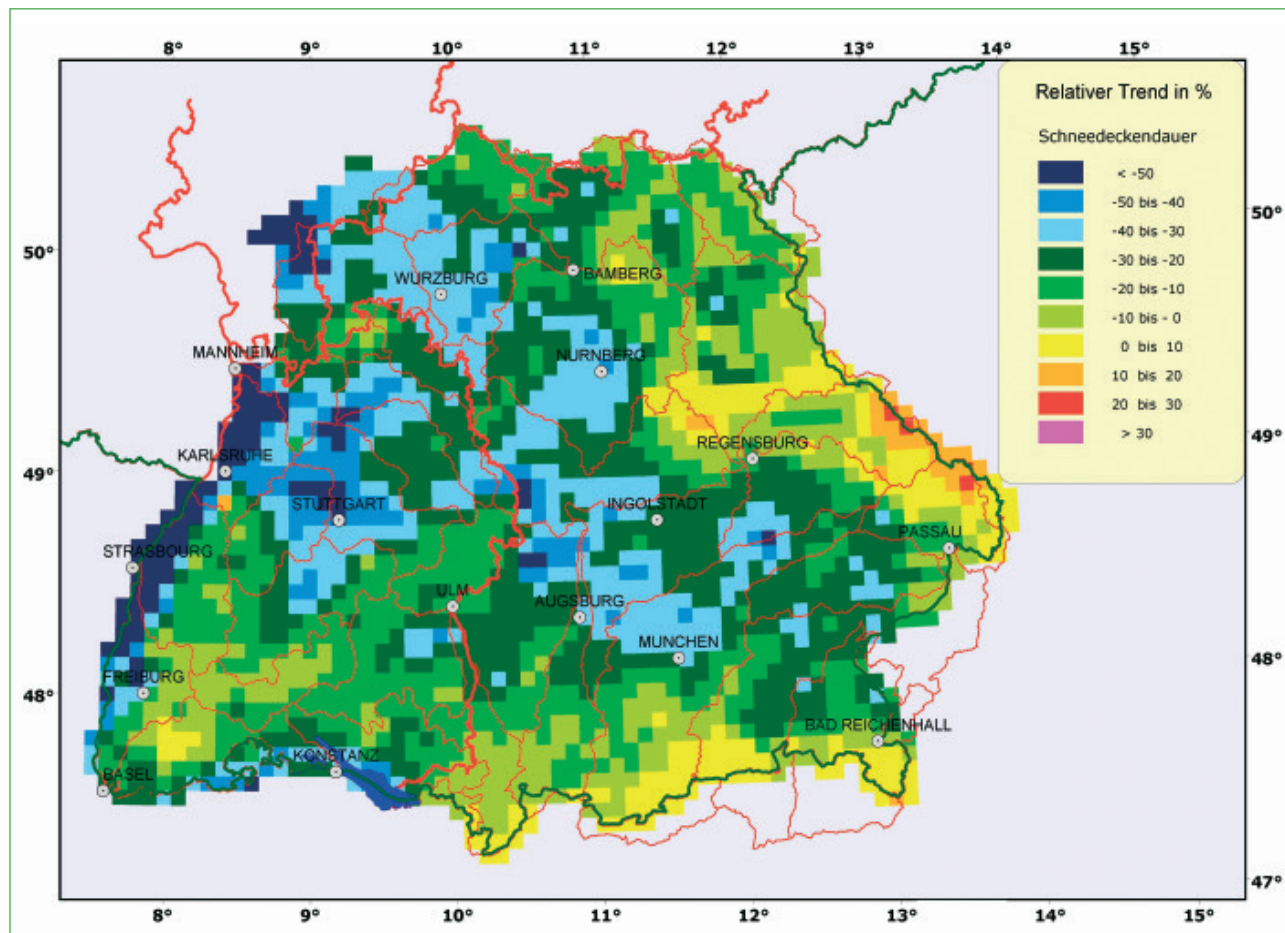 8° 9° 10° 11° 12° 13° 14° 15°
Relativer Trend in %
Schneedeckendauer
< -50
-50 bis -40
-40 bis -30
-30 bis -20
-20 bis -10
-10 bis - 0
0 bis 10
10 bis 20
20 bis 30
> 30
50° 50°
WURZBURG
BAMBERG
MANNHEIM
NURNBERG
KARLSRUHE
REGENSBURG
49° 49°
STUTTGART
INGOLSTADT
STRASBOURG
PASSAU
ULM
AUGSBURG
MUNCHEN
48° 48°
FREIBURG
BAD REICHENHALL
KONSTANZ
BASEL
47°
8° 9° 10° 11° 12° 13° 14° 15°